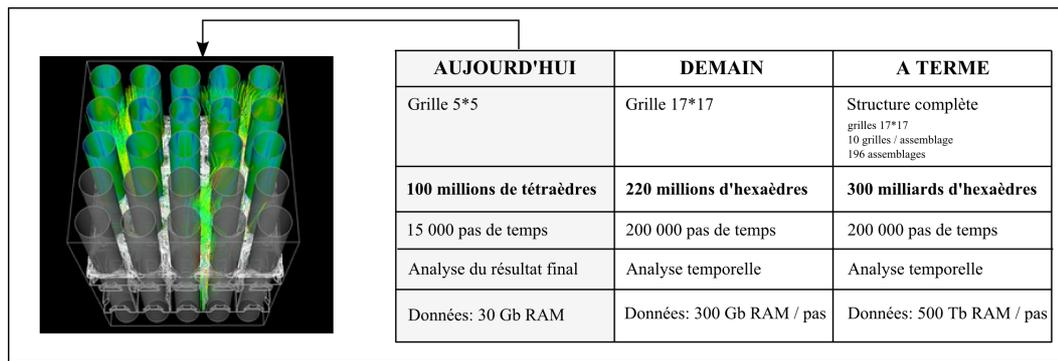 AUJOURD'HUI DEMAIN A TERME
Grille 5*5 Grille 17*17 Structure complète
grilles 17*17
10 grilles / assemblage
196 assemblages
100 millions de tétraèdres 220 millions d'hexaèdres 300 milliards d'hexaèdres
15 000 pas de temps 200 000 pas de temps 200 000 pas de temps
Analyse du résultat final Analyse temporelle Analyse temporelle
Données: 30 Gb RAM Données: 300 Gb RAM / pas Données: 500 Tb RAM / pas